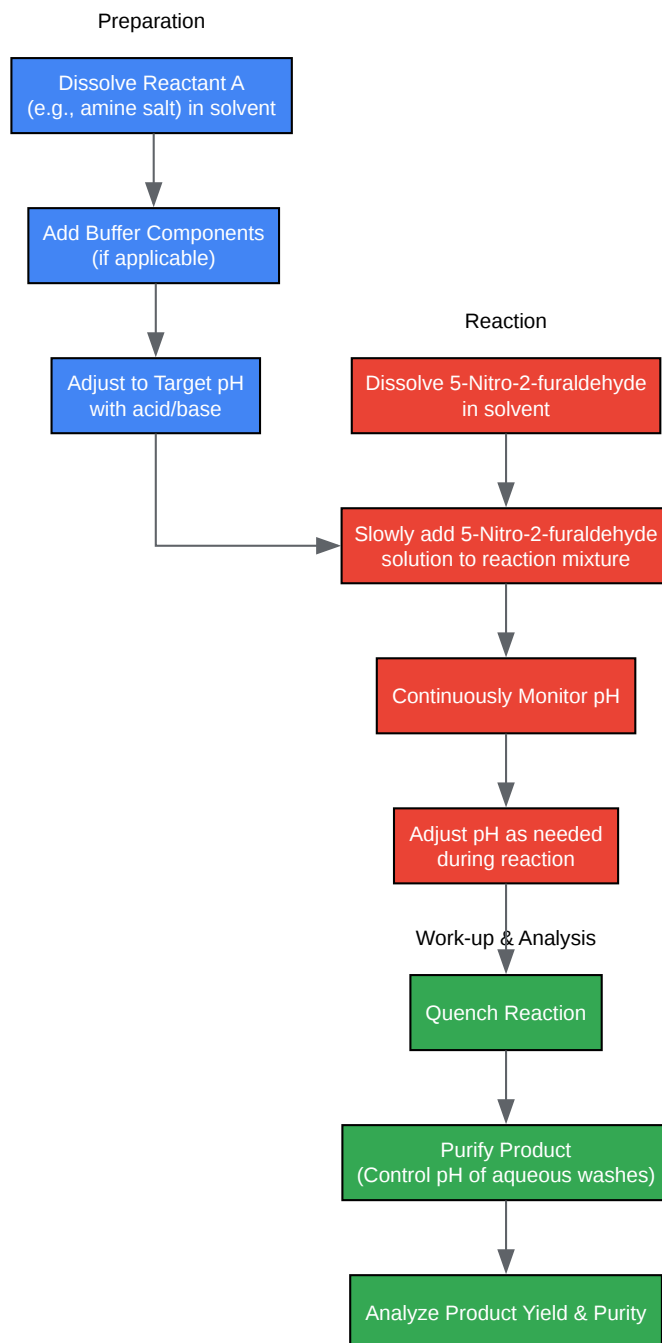 Preparation
Dissolve Reactant A
(e.g., amine salt) in solvent
Add Buffer Components
(if applicable)
Adjust to Target pH
with acid/base
Reaction
Dissolve 5-Nitro-2-furaldehyde
in solvent
Slowly add 5-Nitro-2-furaldehyde
solution to reaction mixture
Continuously Monitor pH
Adjust pH as needed
during reaction
Work-up & Analysis
Quench Reaction
Purify Product
(Control pH of aqueous washes)
Analyze Product Yield & Purity